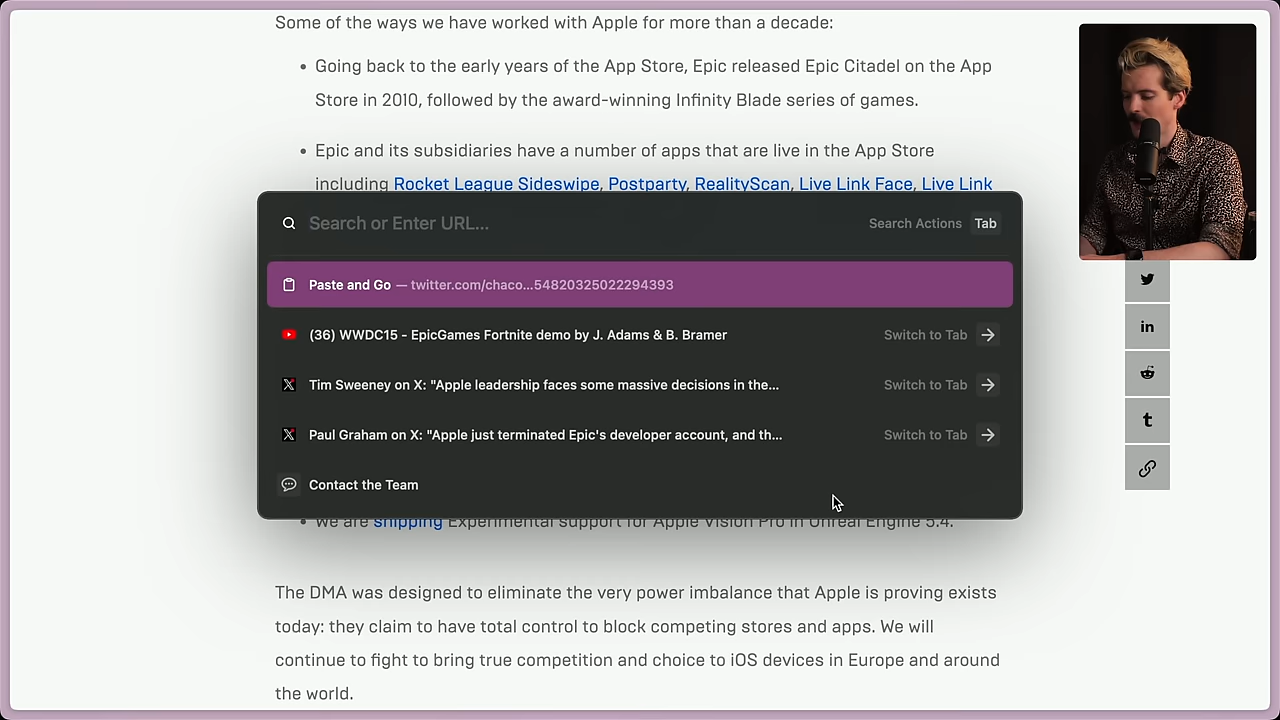 Some of the ways we have worked with Apple for more than a decade:
• Going back to the early years of the App Store, Epic released Epic Citadel on the App
Store in 2010, followed by the award-winning Infinity Blade series of games.
• Epic and its subsidiaries have a number of apps that are live in the App Store
including Rocket League Sideswipe, Postparty, RealityScan, Live Link Face, Live Link
Search or Enter URL...
Search Actions Tab
Paste and Go — twitter.com/chaco...54820325022294393
(36) WWDC15 - EpicGames Fortnite demo by J. Adams & B. Bramer
Switch to Tab
Tim Sweeney on X: "Apple leadership faces some massive decisions in the...
Switch to Tab
Paul Graham on X: "Apple just terminated Epic's developer account, and th...
Switch to Tab
Contact the Team
• We are shipping Experimental support for Apple Vision Pro in Unreal Engine 5.4.
The DMA was designed to eliminate the very power imbalance that Apple is proving exists
today: they claim to have total control to block competing stores and apps. We will
continue to fight to bring true competition and choice to iOS devices in Europe and around
the world.